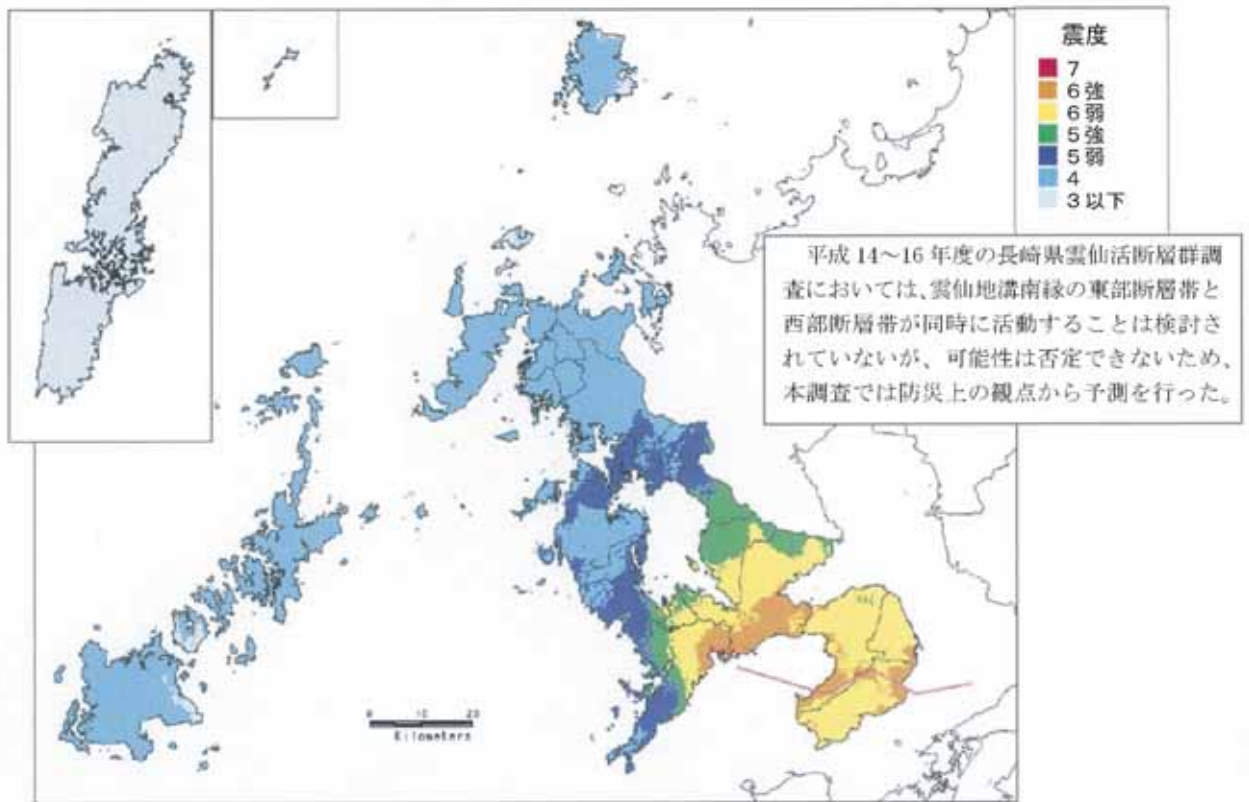 震度
7
6強
6弱
5強
5弱
4
3以下
平成14～16年度の長崎県雲仙活断層群調
査においては、雲仙地溝南縁の東部断層帯と
西部断層帯が同時に活動することは検討さ
れていないが、可能性は否定できないため、
本調査では防災上の観点から予測を行った。
0 10 20
Kilometers